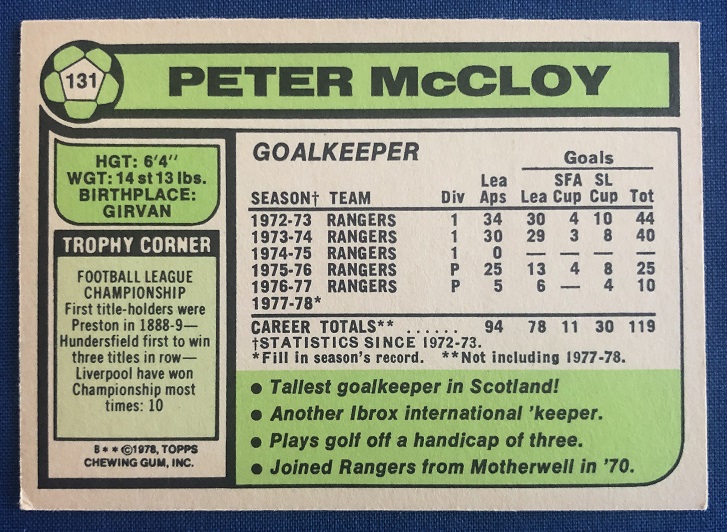 131
PETER McCLOY
HGT: 6'4"
WGT: 14 st 13 lbs.
BIRTHPLACE:
GIRVAN
TROPHY CORNER
FOOTBALL LEAGUE
CHAMPIONSHIP
First title-holders were
Preston in 1888-9—
Hundersfield first to win
three titles in row—
Liverpool have won
Championship most
times: 10
B * * ©1978, TOPPS
CHEWING GUM, INC.
GOALKEEPER
Goals
Lea SFA SL
SEASON† TEAM Div Aps Lea Cup Cup Tot
1972-73 RANGERS 1 34 30 4 10 44
1973-74 RANGERS 1 30 29 3 8 40
1974-75 RANGERS 1 0 — — — —
1975-76 RANGERS P 25 13 4 8 25
1976-77 RANGERS P 5 6 — 4 10
1977-78*
CAREER TOTALS** ...... 94 78 11 30 119
†STATISTICS SINCE 1972-73.
*Fill in season's record. **Not including 1977-78.
● Tallest goalkeeper in Scotland!
● Another Ibrox international 'keeper.
● Plays golf off a handicap of three.
● Joined Rangers from Motherwell in '70.